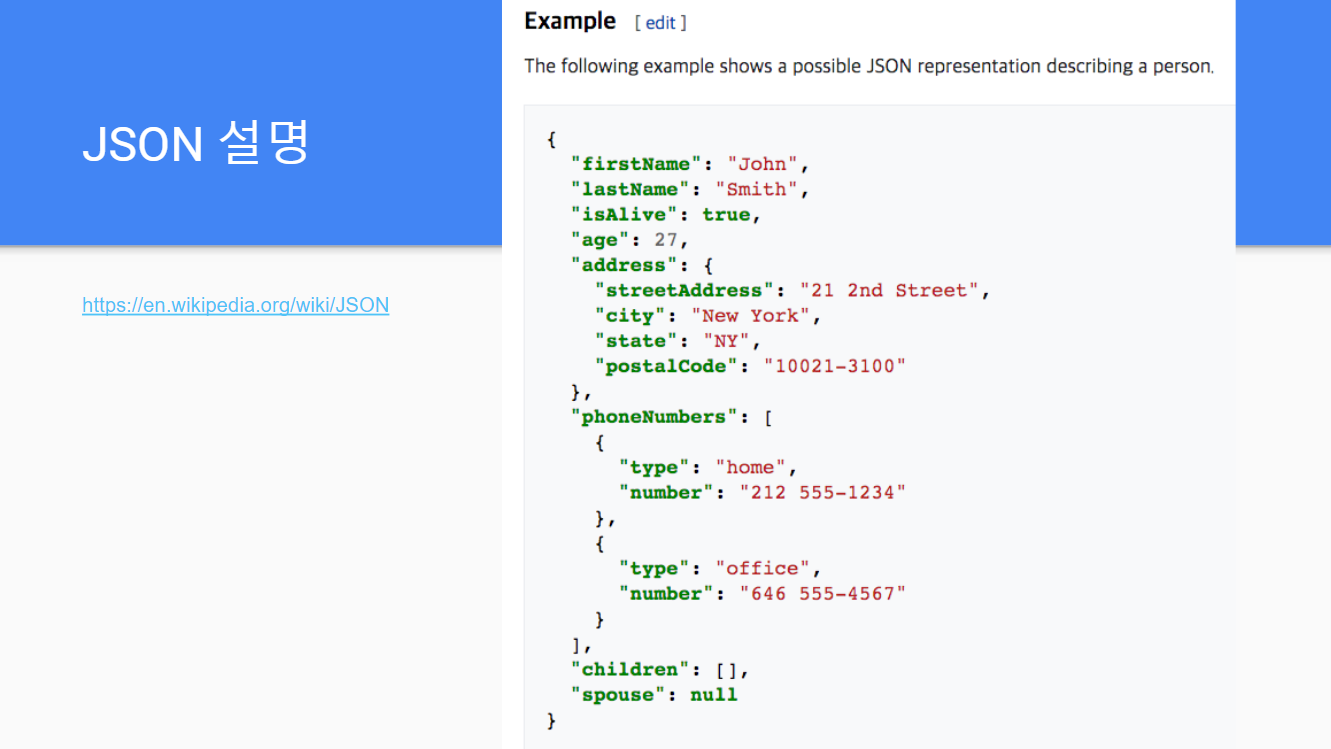 JSON 설명
https://en.wikipedia.org/wiki/JSON
Example [ edit ]
The following example shows a possible JSON representation describing a person.
{
  "firstName": "John",
  "lastName": "Smith",
  "isAlive": true,
  "age": 27,
  "address": {
    "streetAddress": "21 2nd Street",
    "city": "New York",
    "state": "NY",
    "postalCode": "10021-3100"
  },
  "phoneNumbers": [
    {
      "type": "home",
      "number": "212 555-1234"
    },
    {
      "type": "office",
      "number": "646 555-4567"
    }
  ],
  "children": [],
  "spouse": null
}